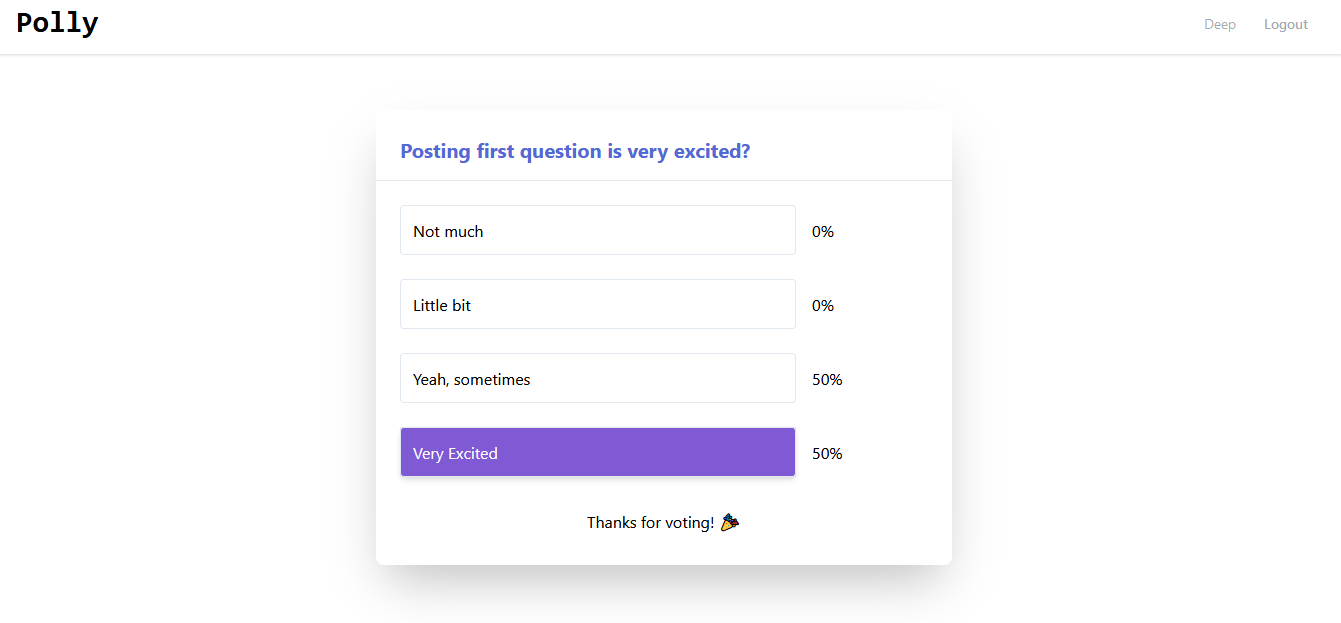 Polly
Deep Logout
Posting first question is very excited?
Not much 0%
Little bit 0%
Yeah, sometimes 50%
Very Excited 50%
Thanks for voting! 🎉